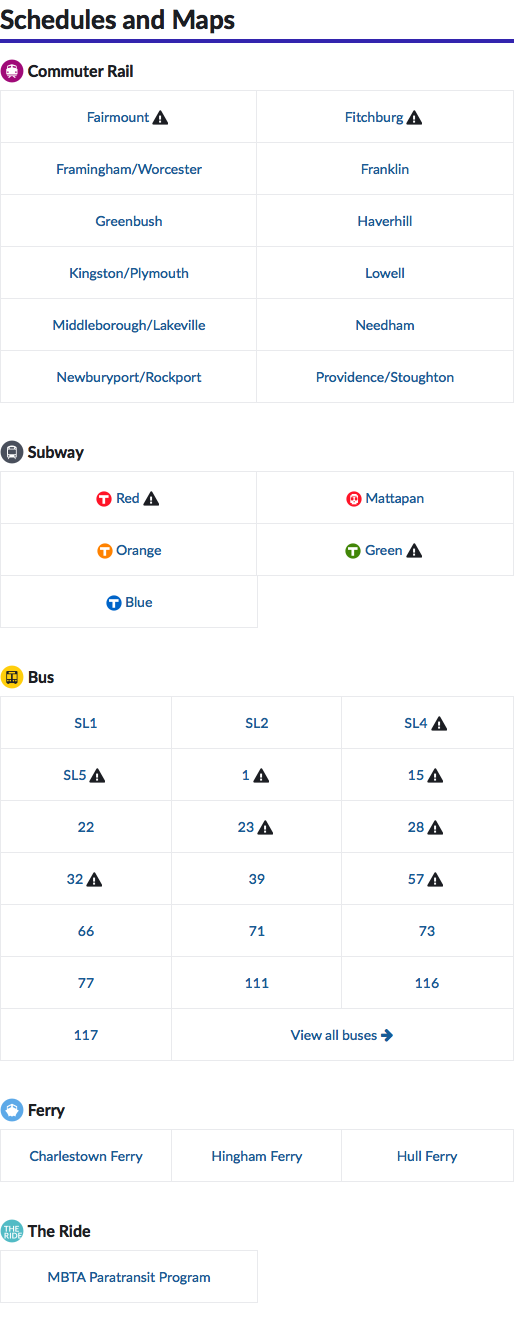 Schedules and Maps
Commuter Rail
Fairmount Fitchburg
Framingham/Worcester Franklin
Greenbush Haverhill
Kingston/Plymouth Lowell
Middleborough/Lakeville Needham
Newburyport/Rockport Providence/Stoughton
Subway
T Red Mattapan
T Orange T Green
T Blue
Bus
SL1 SL2 SL4
SL5 1 15
22 23 28
32 39 57
66 71 73
77 111 116
117 View all buses
Ferry
Charlestown Ferry Hingham Ferry Hull Ferry
THE RIDE The Ride
MBTA Paratransit Program